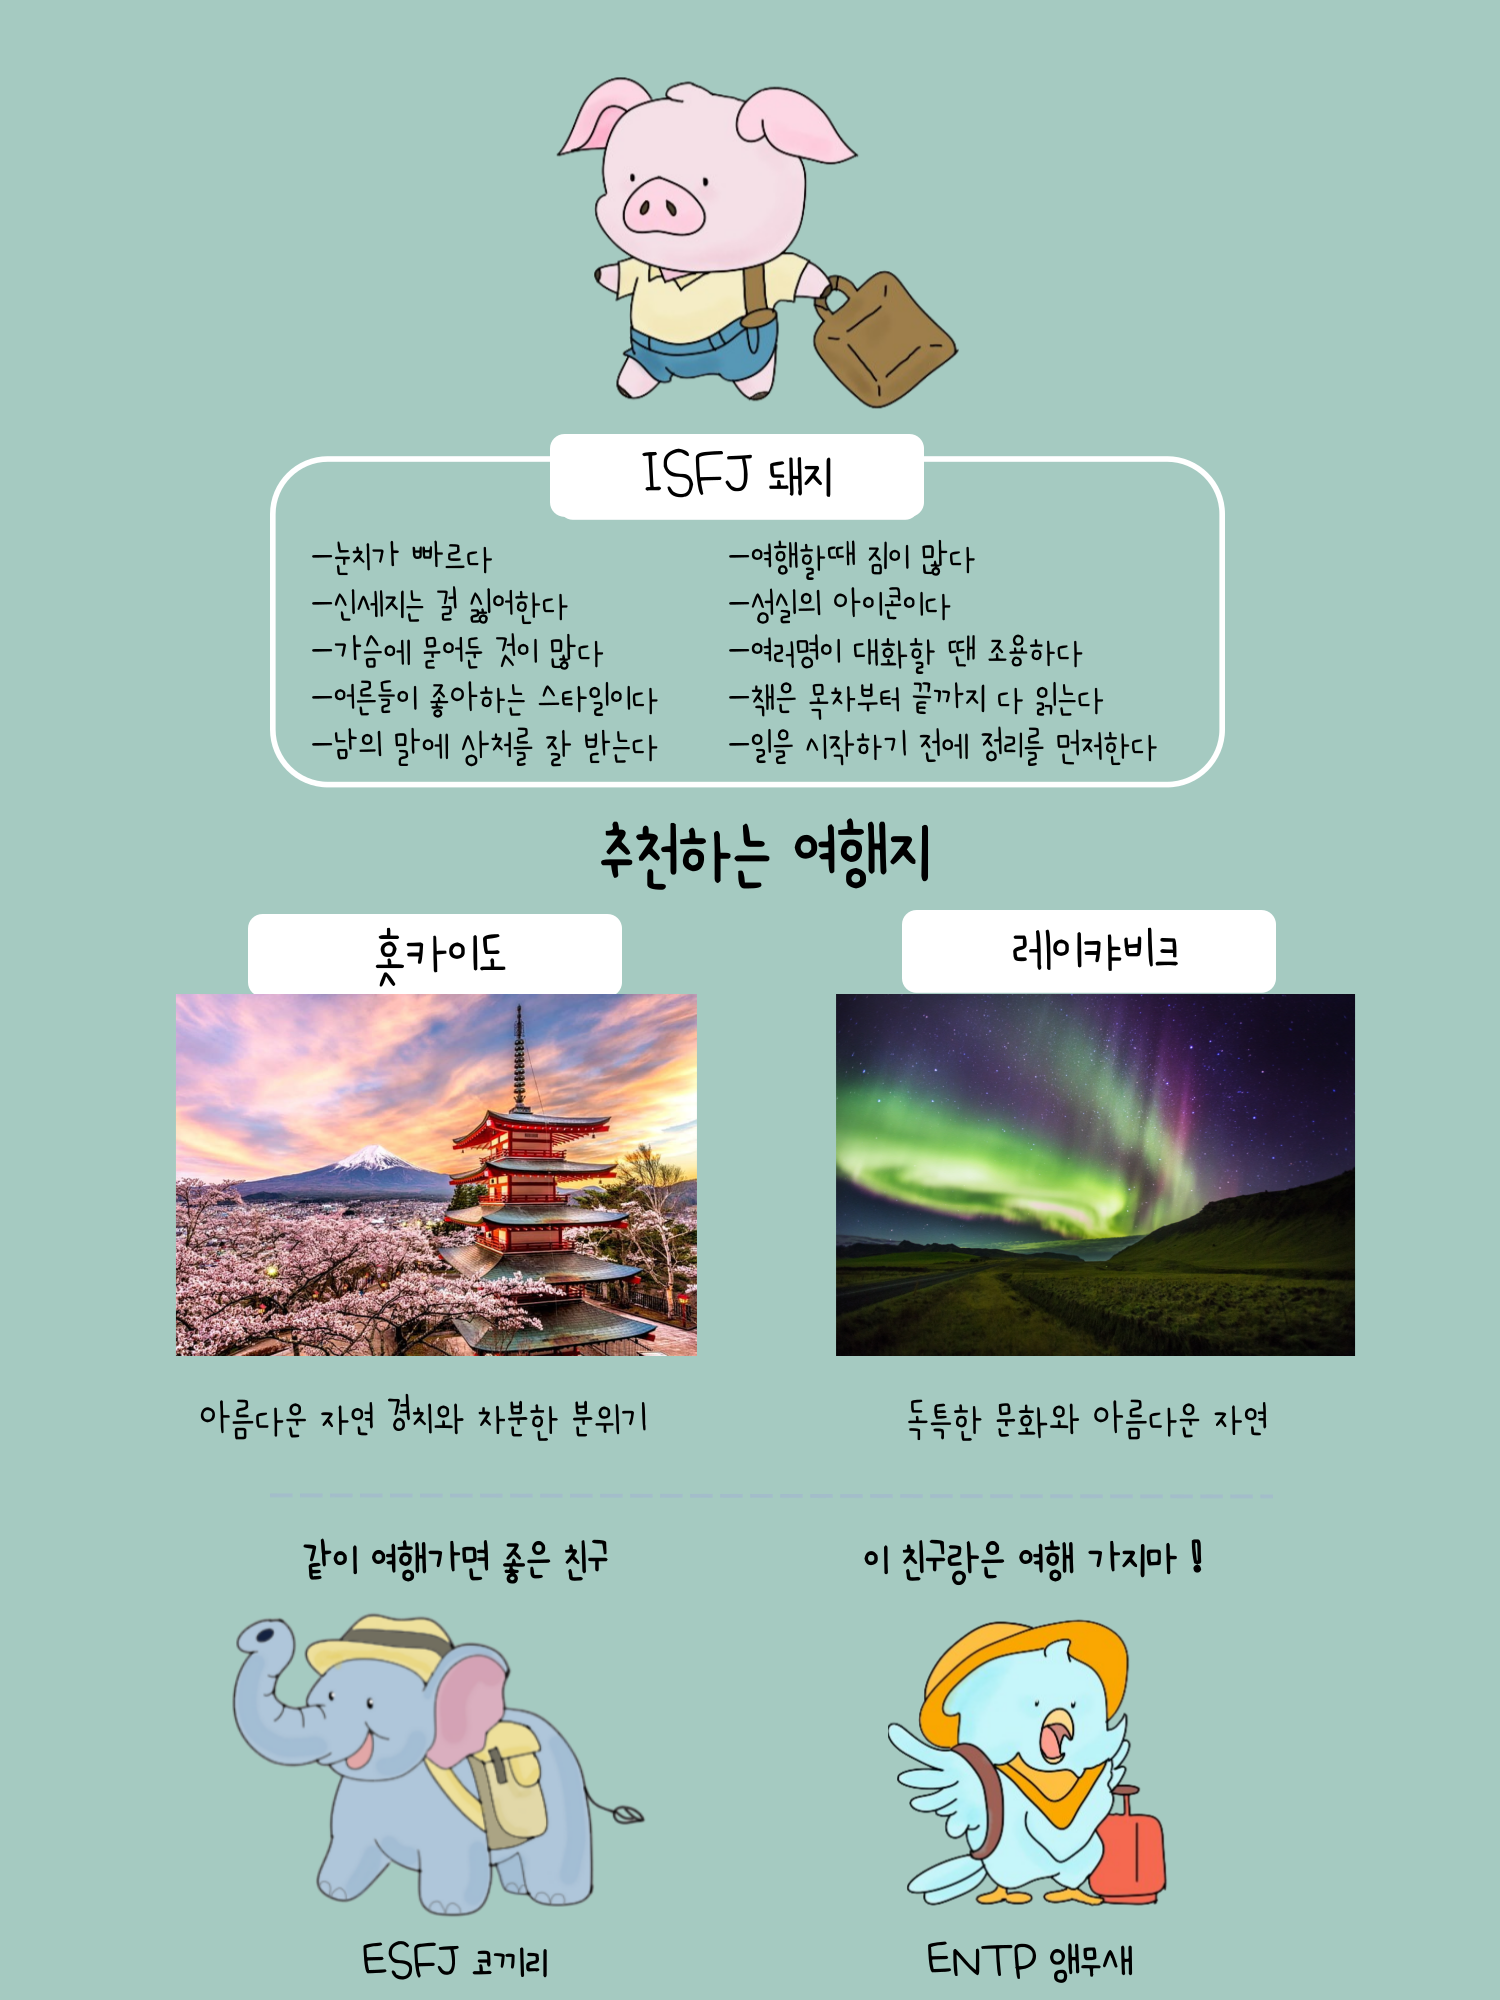 ISFJ 돼지
-눈치가 빠르다
-신세지는 걸 싫어한다
-가슴에 묻어둔 것이 많다
-어른들이 좋아하는 스타일이다
-남의 말에 상처를 잘 받는다
-여행할때 짐이 많다
-성실의 아이콘이다
-여러명이 대화할 땐 조용하다
-책은 목차부터 끝까지 다 읽는다
-일을 시작하기 전에 정리를 먼저한다
추천하는 여행지
홋카이도
레이캬비크
아름다운 자연 경치와 차분한 분위기
독특한 문화와 아름다운 자연
같이 여행가면 좋은 친구
이 친구랑은 여행 가지마 !
ESFJ 코끼리
ENTP 앵무새